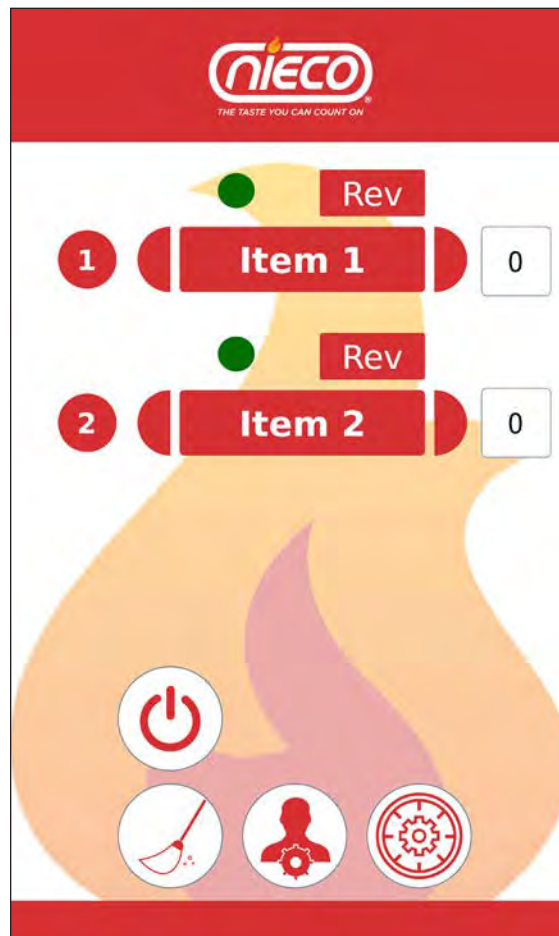 NIECO
THE TASTE YOU CAN COUNT ON
Rev
1 Item 1 0
Rev
2 Item 2 0